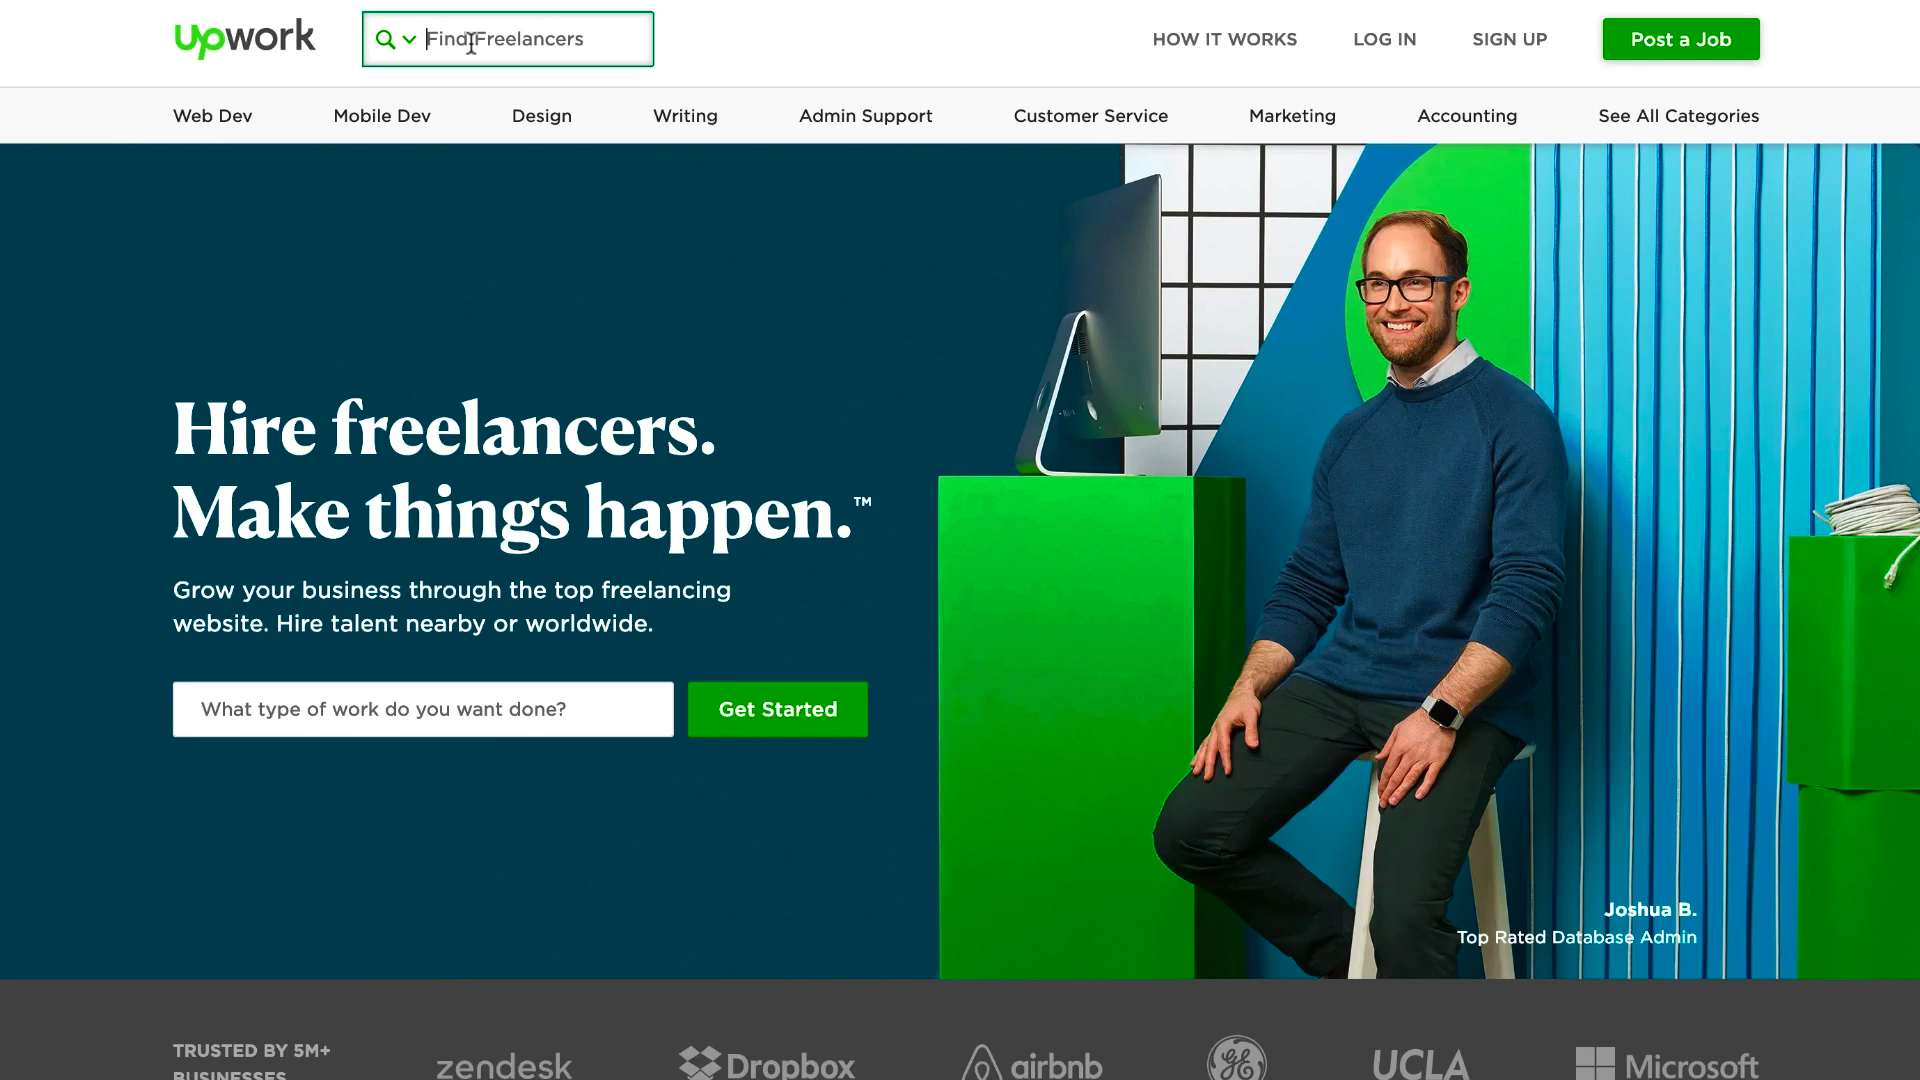 upwork
Find Freelancers
HOW IT WORKS
LOG IN
SIGN UP
Post a Job
Web Dev
Mobile Dev
Design
Writing
Admin Support
Customer Service
Marketing
Accounting
See All Categories
Hire freelancers.
Make things happen.™
Grow your business through the top freelancing
website. Hire talent nearby or worldwide.
What type of work do you want done?
Get Started
Joshua B.
Top Rated Database Admin
TRUSTED BY 5M+
BUSINESSES
zendesk
Dropbox
airbnb
GE
UCLA
Microsoft